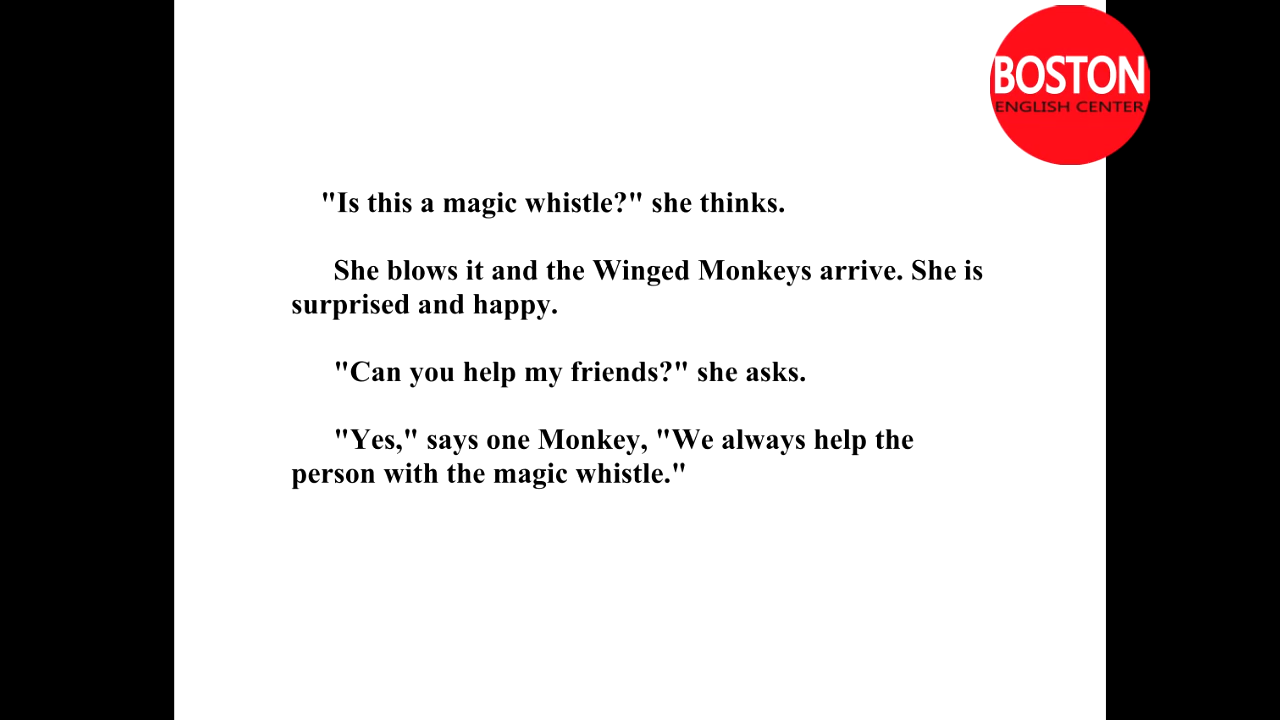 BOSTON
ENGLISH CENTER
"Is this a magic whistle?" she thinks.
She blows it and the Winged Monkeys arrive. She is
surprised and happy.
"Can you help my friends?" she asks.
"Yes," says one Monkey, "We always help the
person with the magic whistle."